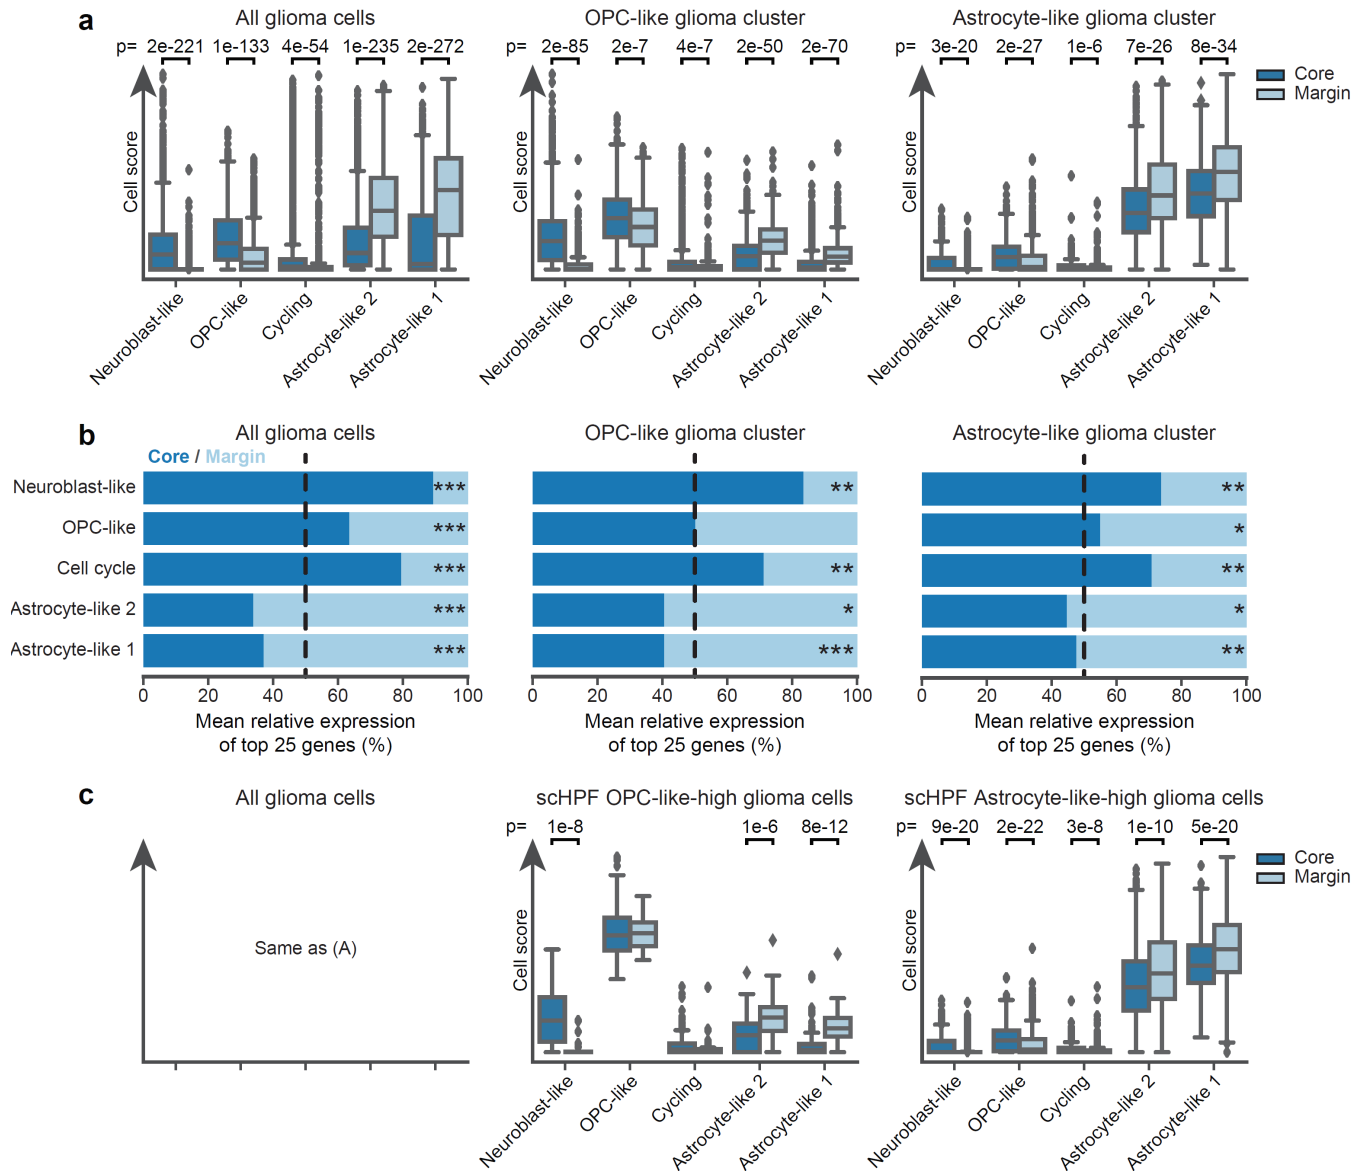 a
All glioma cells
OPC-like glioma cluster
Astrocyte-like glioma cluster
p= 2e-221 1e-133 4e-54 1e-235 2e-272
p= 2e-85 2e-7 4e-7 2e-50 2e-70
p= 3e-20 2e-27 1e-6 7e-26 8e-34
Core
Margin
Cell score
Cell score
Cell score
Neuroblast-like
OPC-like
Cycling
Astrocyte-like 2
Astrocyte-like 1
Neuroblast-like
OPC-like
Cycling
Astrocyte-like 2
Astrocyte-like 1
Neuroblast-like
OPC-like
Cycling
Astrocyte-like 2
Astrocyte-like 1
b
All glioma cells
OPC-like glioma cluster
Astrocyte-like glioma cluster
Core / Margin
Neuroblast-like *** ** **
OPC-like *** *
Cell cycle *** ** **
Astrocyte-like 2 *** * *
Astrocyte-like 1 *** *** **
0 20 40 60 80 100
0 20 40 60 80 100
0 20 40 60 80 100
Mean relative expression
of top 25 genes (%)
Mean relative expression
of top 25 genes (%)
Mean relative expression
of top 25 genes (%)
c
All glioma cells
scHPF OPC-like-high glioma cells
scHPF Astrocyte-like-high glioma cells
p= 1e-8 1e-6 8e-12
p= 9e-20 2e-22 3e-8 1e-10 5e-20
Core
Margin
Same as (A)
Cell score
Cell score
Neuroblast-like
OPC-like
Cycling
Astrocyte-like 2
Astrocyte-like 1
Neuroblast-like
OPC-like
Cycling
Astrocyte-like 2
Astrocyte-like 1